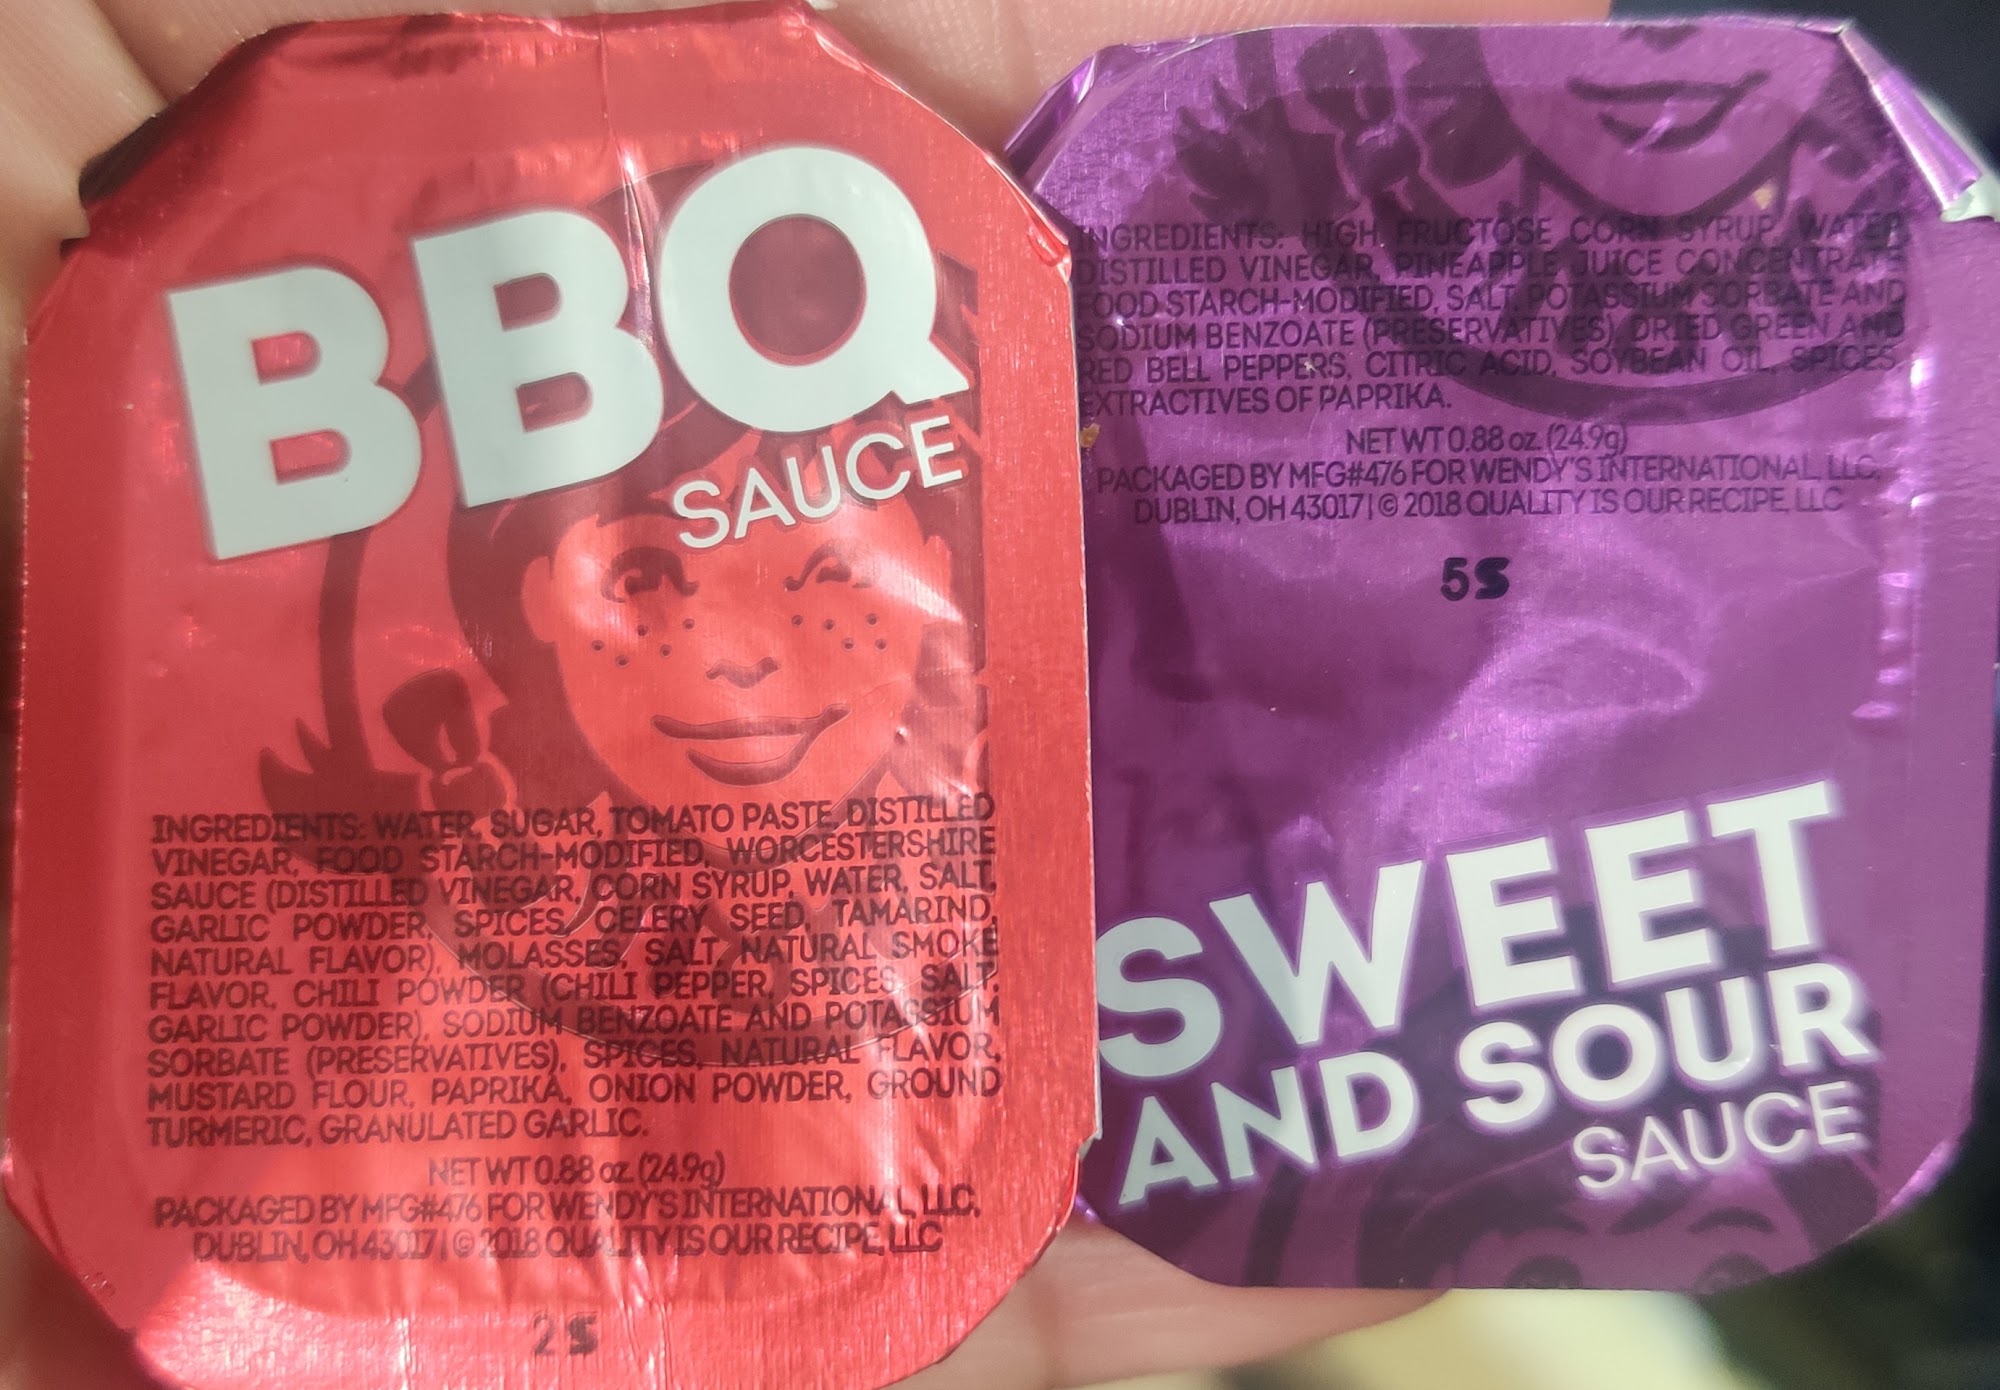 BBQ
SAUCE
INGREDIENTS: WATER, SUGAR, TOMATO PASTE, DISTILLED
VINEGAR, FOOD STARCH-MODIFIED, WORCESTERSHIRE
SAUCE (DISTILLED VINEGAR, CORN SYRUP, WATER, SALT,
GARLIC POWDER, SPICES, CELERY SEED, TAMARIND,
NATURAL FLAVOR), MOLASSES, SALT, NATURAL SMOKE
FLAVOR, CHILI POWDER (CHILI PEPPER, SPICES, SALT,
GARLIC POWDER), SODIUM BENZOATE AND POTASSIUM
SORBATE (PRESERVATIVES), SPICES, NATURAL FLAVOR,
MUSTARD FLOUR, PAPRIKA, ONION POWDER, GROUND
TURMERIC, GRANULATED GARLIC.
NET WT 0.88 oz. (24.9g)
PACKAGED BY MFG#476 FOR WENDY'S INTERNATIONAL, LLC,
DUBLIN, OH 43017 | © 2018 QUALITY IS OUR RECIPE, LLC
2S
INGREDIENTS: HIGH FRUCTOSE CORN SYRUP, WATER,
DISTILLED VINEGAR, PINEAPPLE JUICE CONCENTRATE,
FOOD STARCH-MODIFIED, SALT, POTASSIUM SORBATE AND
SODIUM BENZOATE (PRESERVATIVES), DRIED GREEN AND
RED BELL PEPPERS, CITRIC ACID, SOYBEAN OIL, SPICES,
EXTRACTIVES OF PAPRIKA.
NET WT 0.88 oz. (24.9g)
PACKAGED BY MFG#476 FOR WENDY'S INTERNATIONAL, LLC,
DUBLIN, OH 43017 | © 2018 QUALITY IS OUR RECIPE, LLC
5S
SWEET
AND SOUR
SAUCE